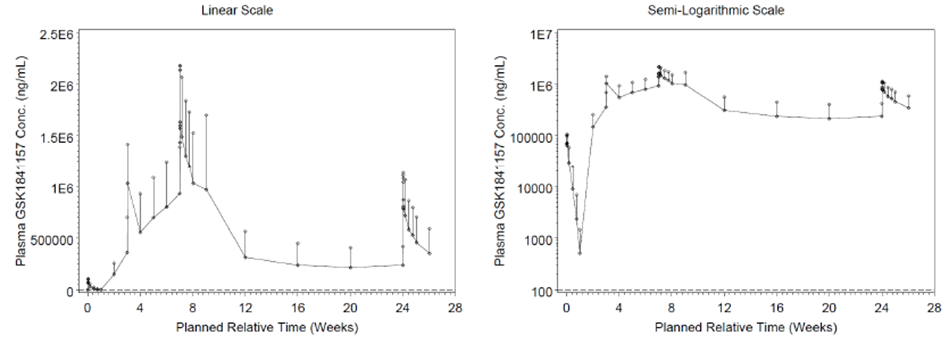 Linear Scale
2.5E6
2E6
1.5E6
1E6
500000
0
Plasma GSK1841157 Conc. (ng/mL)
0 4 8 12 16 20 24 28
Planned Relative Time (Weeks)
Semi-Logarithmic Scale
1E7
1E6
100000
10000
1000
100
Plasma GSK1841157 Conc. (ng/mL)
0 4 8 12 16 20 24 28
Planned Relative Time (Weeks)